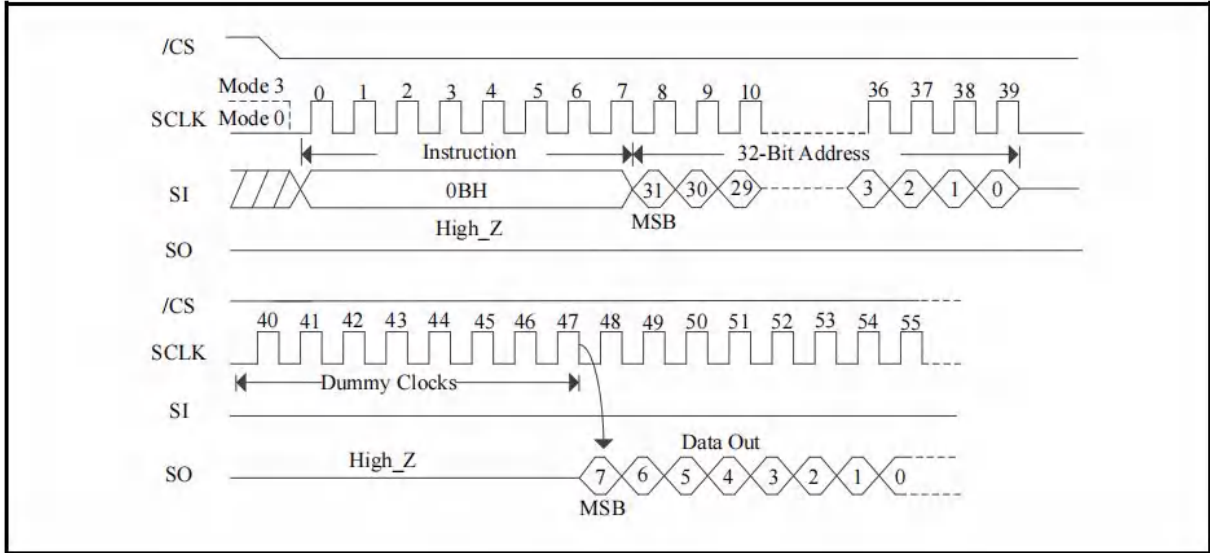 /CS
Mode 3
0 1 2 3 4 5 6 7 8 9 10 36 37 38 39
SCLK Mode 0
Instruction 32-Bit Address
SI 0BH 31 30 29 3 2 1 0
MSB
High_Z
SO
/CS
40 41 42 43 44 45 46 47 48 49 50 51 52 53 54 55
SCLK
Dummy Clocks
SI
Data Out
High_Z
SO 7 6 5 4 3 2 1 0
MSB